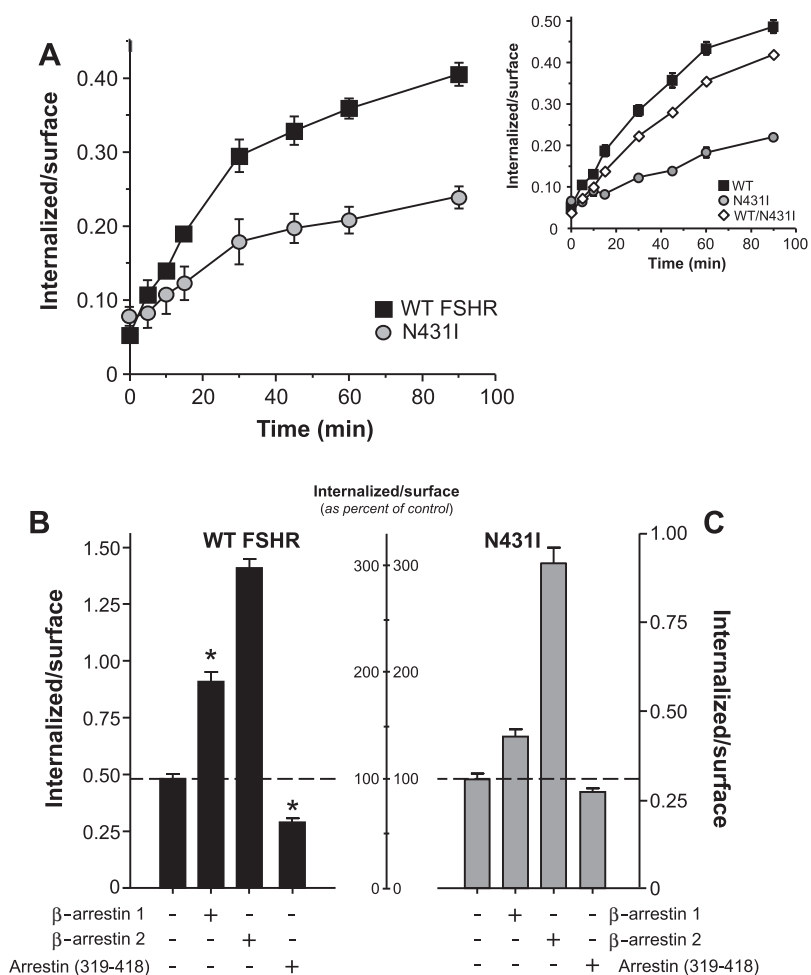 A
Internalized/surface
0.40
0.30
0.20
0.10
0
0
20
40
60
80
100
Time (min)
WT FSHR
N431I
Internalized/surface
0.50
0.40
0.30
0.20
0.10
0
0
20
40
60
80
100
Time (min)
WT
N431I
WT/N431I
B
Internalized/surface
(as percent of control)
C
WT FSHR
N431I
Internalized/surface
1.50
1.25
1.00
0.75
0.50
0.25
0
* *
300 300
200 200
100 100
0 0
1.00
0.75
0.50
0.25
0
Internalized/surface
β-arrestin 1 - + - - - + - - β-arrestin 1
β-arrestin 2 - - + - - - + - β-arrestin 2
Arrestin (319-418) - - - + - - - + Arrestin (319-418)